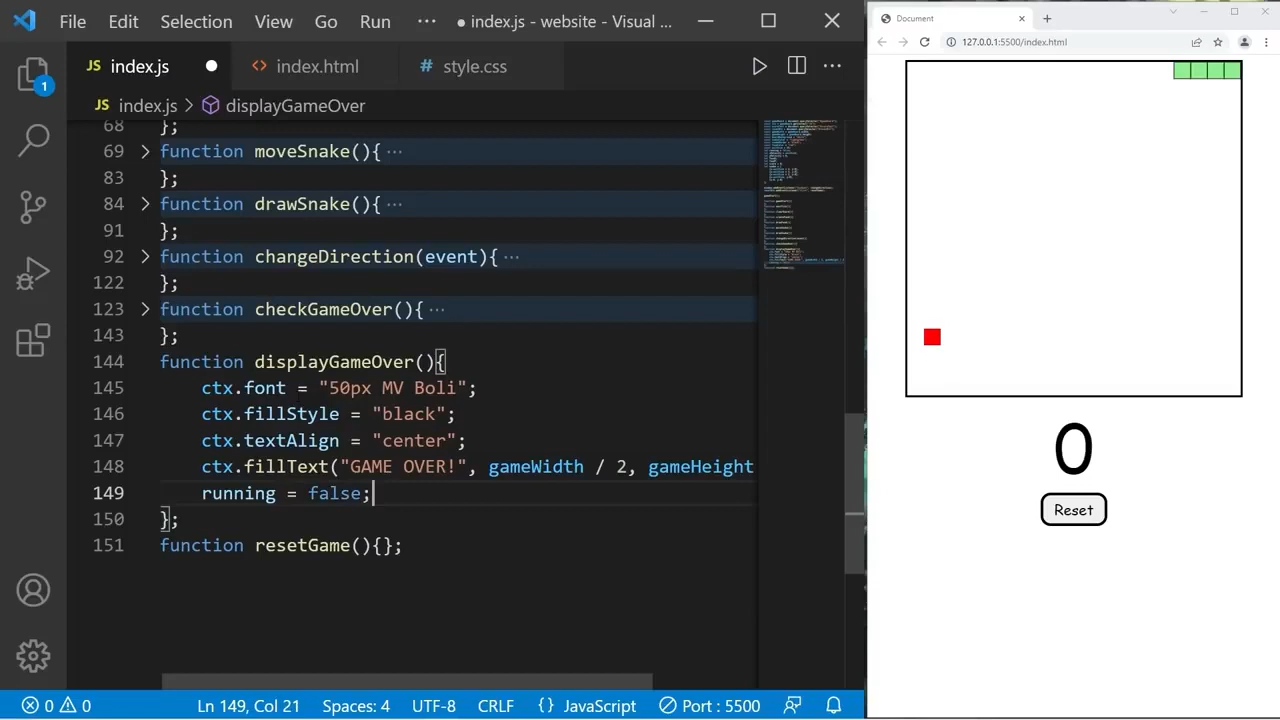 File Edit Selection View Go Run ··· ● index.js - website - Visual ...
JS index.js ● <> index.html # style.css
JS index.js > displayGameOver
1
68 };
69 function moveSnake(){···
83 };
84 function drawSnake(){···
91 };
92 function changeDirection(event){···
122 };
123 function checkGameOver(){···
143 };
144 function displayGameOver(){
145 ctx.font = "50px MV Boli";
146 ctx.fillStyle = "black";
147 ctx.textAlign = "center";
148 ctx.fillText("GAME OVER!", gameWidth / 2, gameHeight
149 running = false;
150 };
151 function resetGame(){};
0 0 Ln 149, Col 21 Spaces: 4 UTF-8 CRLF {} JavaScript Port : 5500
Document
127.0.0.1:5500/index.html
0
Reset